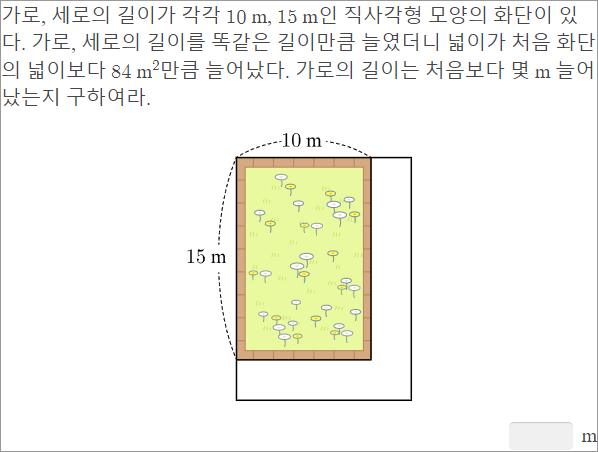 가로, 세로의 길이가 각각 10 m, 15 m인 직사각형 모양의 화단이 있
다. 가로, 세로의 길이를 똑같은 길이만큼 늘였더니 넓이가 처음 화단
의 넓이보다 84 m²만큼 늘어났다. 가로의 길이는 처음보다 몇 m 늘어
났는지 구하여라.
10 m
15 m
m